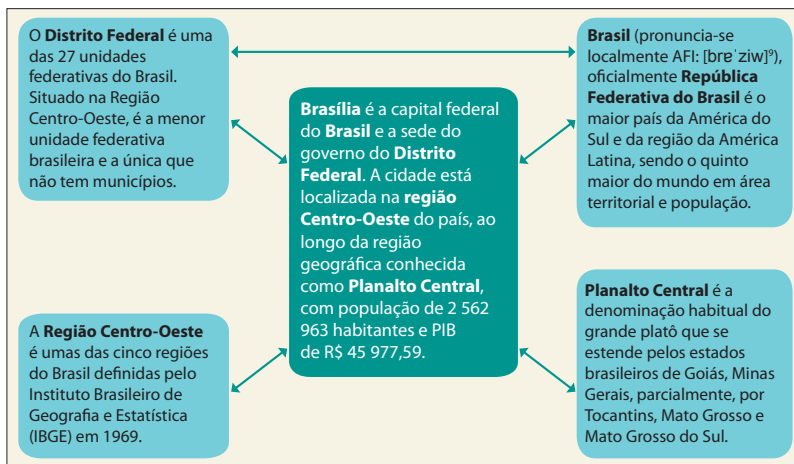 O Distrito Federal é uma
das 27 unidades
federativas do Brasil.
Situado na Região
Centro-Oeste, é a menor
unidade federativa
brasileira e a única que
não tem municípios.
Brasil (pronuncia-se
localmente AFI: [bɾɐˈziw]⁹),
oficialmente República
Federativa do Brasil é o
maior país da América do
Sul e da região da América
Latina, sendo o quinto
maior do mundo em área
territorial e população.
Brasília é a capital federal
do Brasil e a sede do
governo do Distrito
Federal. A cidade está
localizada na região
Centro-Oeste do país, ao
longo da região
geográfica conhecida
como Planalto Central,
com população de 2 562
963 habitantes e PIB
de R$ 45 977,59.
A Região Centro-Oeste
é umas das cinco regiões
do Brasil definidas pelo
Instituto Brasileiro de
Geografia e Estatística
(IBGE) em 1969.
Planalto Central é a
denominação habitual do
grande platô que se
estende pelos estados
brasileiros de Goiás, Minas
Gerais, parcialmente, por
Tocantins, Mato Grosso e
Mato Grosso do Sul.